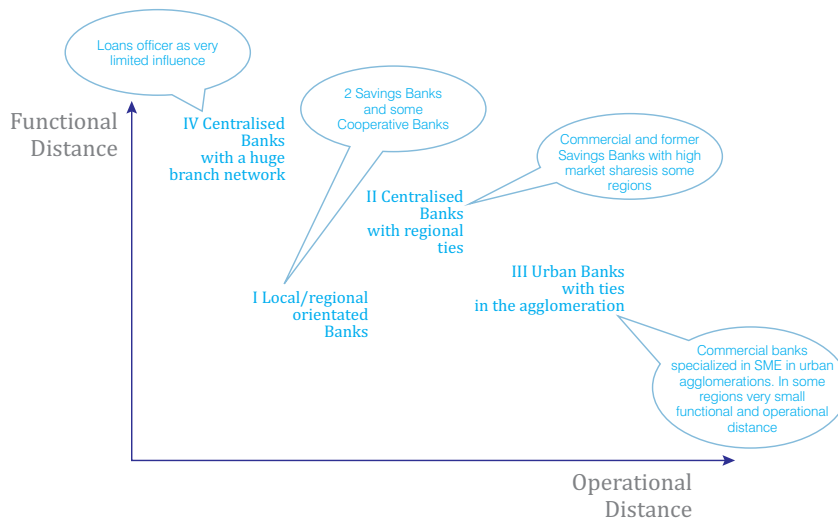 Loans officer as very
limited influence
Functional
Distance
IV Centralised
Banks
with a huge
branch network
2 Savings Banks
and some
Cooperative Banks
Commercial and former
Savings Banks with high
market sharesis some
regions
II Centralised
Banks
with regional
ties
I Local/regional
orientated
Banks
III Urban Banks
with ties
in the agglomeration
Commercial banks
specialized in SME in urban
agglomerations. In some
regions very small
functional and operational
distance
Operational
Distance